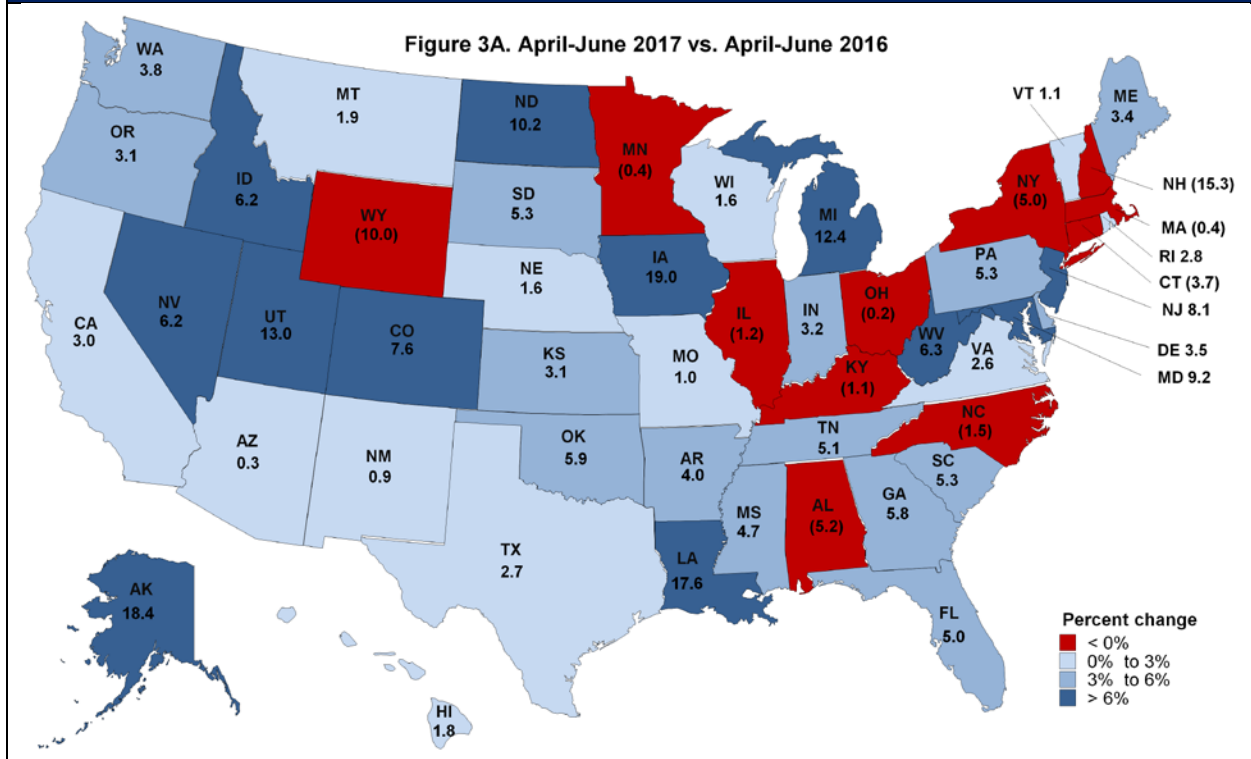 Figure 3A. April-June 2017 vs. April-June 2016
WA
3.8
OR
3.1
CA
3.0
ID
6.2
NV
6.2
MT
1.9
WY
(10.0)
UT
13.0
CO
7.6
AZ
0.3
NM
0.9
ND
10.2
SD
5.3
NE
1.6
KS
3.1
OK
5.9
TX
2.7
MN
(0.4)
IA
19.0
MO
1.0
AR
4.0
LA
17.6
WI
1.6
IL
(1.2)
MI
12.4
IN
3.2
OH
(0.2)
KY
(1.1)
TN
5.1
MS
4.7
AL
(5.2)
GA
5.8
FL
5.0
SC
5.3
NC
(1.5)
VA
2.6
WV
6.3
PA
5.3
NY
(5.0)
VT 1.1
ME
3.4
NH (15.3)
MA (0.4)
RI 2.8
CT (3.7)
NJ 8.1
DE 3.5
MD 9.2
AK
18.4
HI
1.8
Percent change
< 0%
0% to 3%
3% to 6%
> 6%